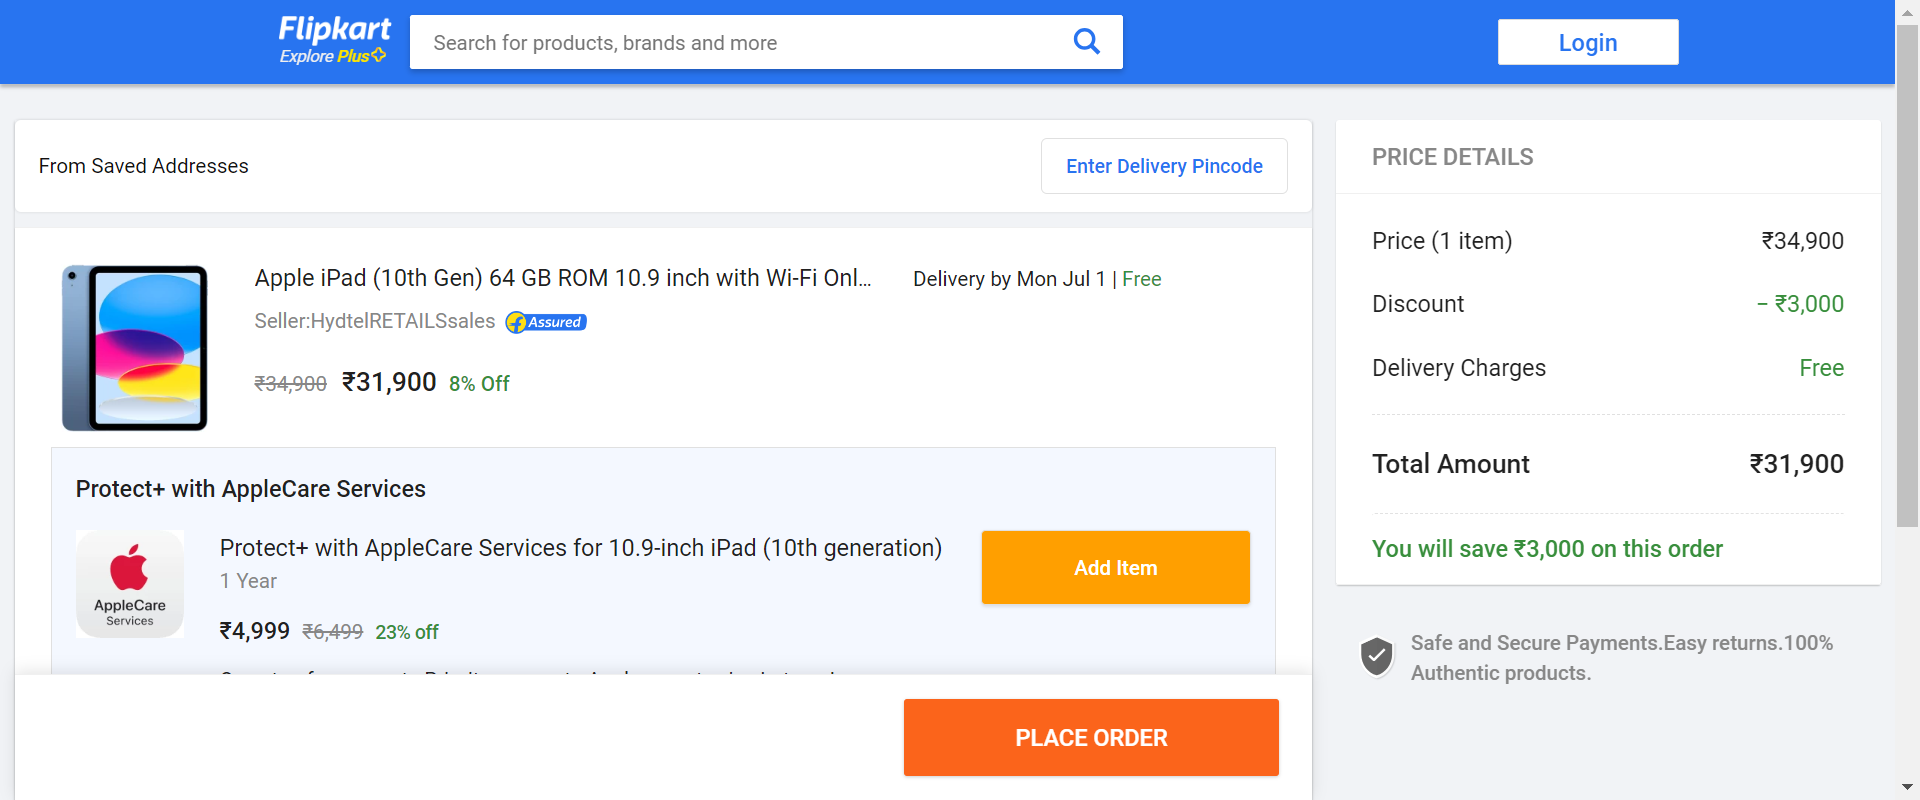 Flipkart
Explore Plus
Search for products, brands and more
Login
From Saved Addresses
Enter Delivery Pincode
Apple iPad (10th Gen) 64 GB ROM 10.9 inch with Wi-Fi Onl...
Delivery by Mon Jul 1 | Free
Seller:HydtelRETAILSsales
Assured
₹34,900 ₹31,900 8% Off
Protect+ with AppleCare Services
AppleCare
Services
Protect+ with AppleCare Services for 10.9-inch iPad (10th generation)
1 Year
₹4,999 ₹6,499 23% off
Add Item
PLACE ORDER
PRICE DETAILS
Price (1 item) ₹34,900
Discount − ₹3,000
Delivery Charges Free
Total Amount ₹31,900
You will save ₹3,000 on this order
Safe and Secure Payments.Easy returns.100%
Authentic products.